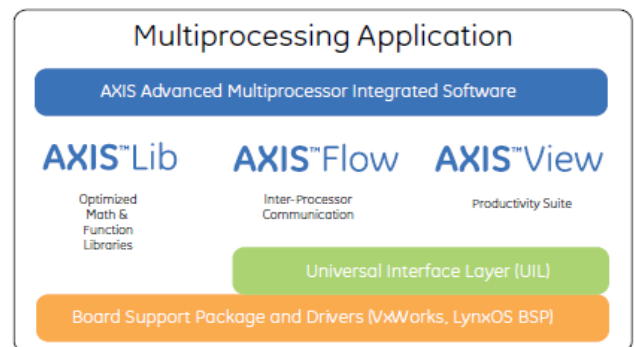 Multiprocessing Application
AXIS Advanced Multiprocessor Integrated Software
AXIS™Lib
AXIS™Flow
AXIS™View
Optimized
Math &
Function
Libraries
Inter-Processor
Communication
Productivity Suite
Universal Interface Layer (UIL)
Board Support Package and Drivers (VxWorks, LynxOS BSP)